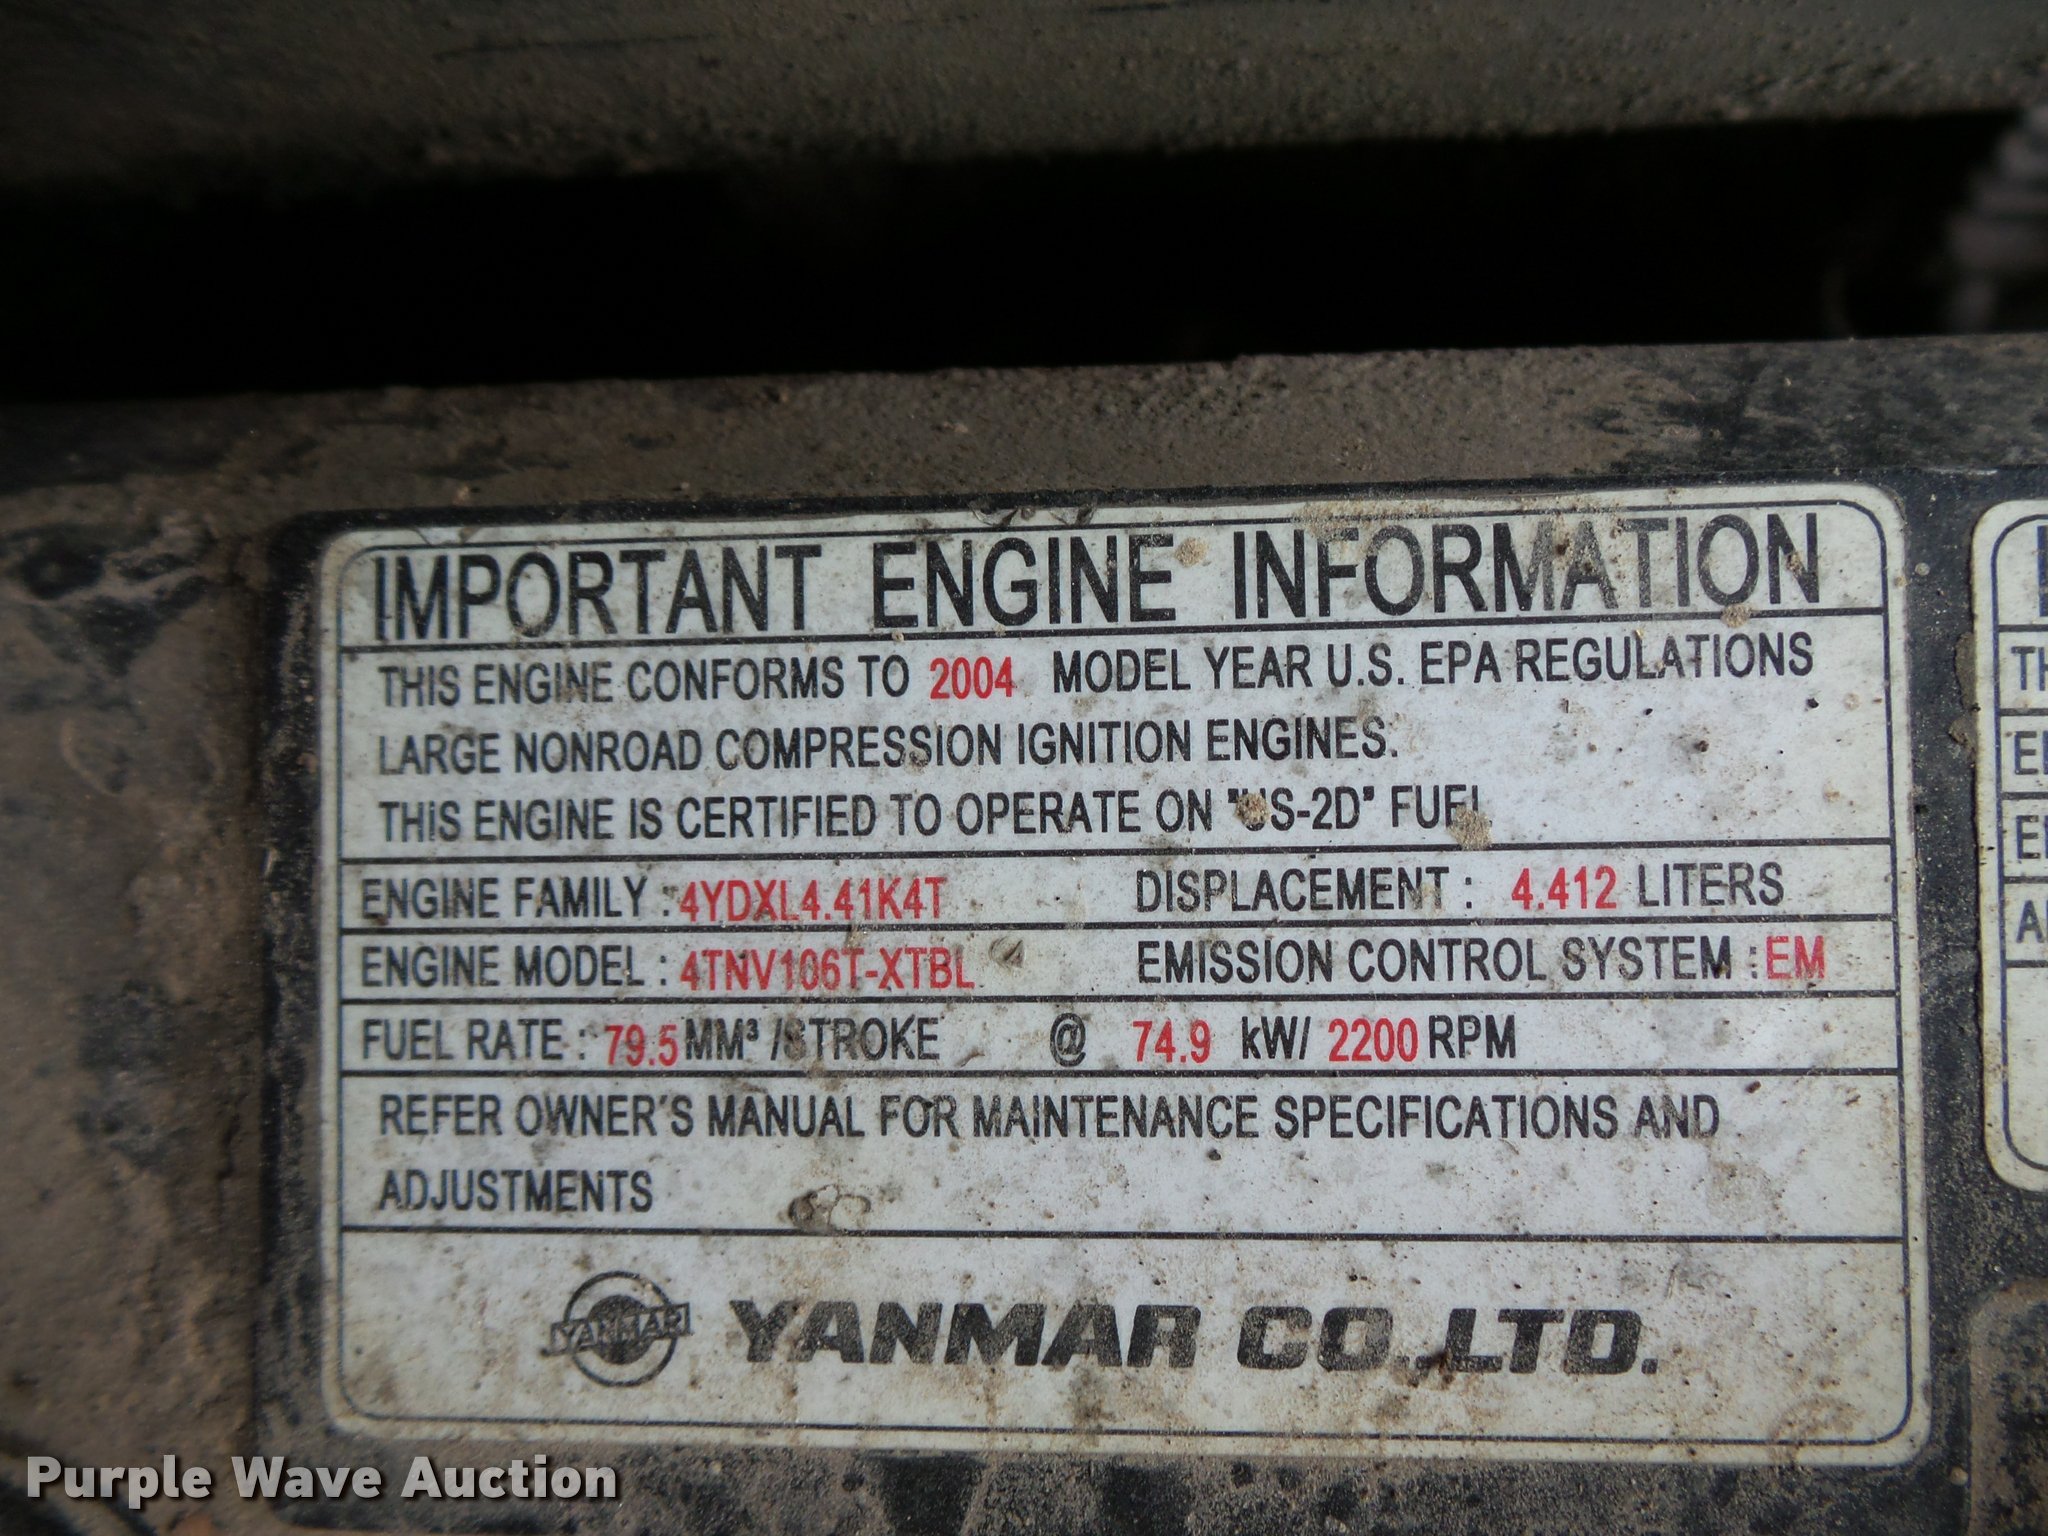 IMPORTANT ENGINE INFORMATION
THIS ENGINE CONFORMS TO 2004 MODEL YEAR U.S. EPA REGULATIONS
LARGE NONROAD COMPRESSION IGNITION ENGINES.
THIS ENGINE IS CERTIFIED TO OPERATE ON "US-2D" FUEL
ENGINE FAMILY : 4YDXL4.41K4T DISPLACEMENT : 4.412 LITERS
ENGINE MODEL : 4TNV106T-XTBL EMISSION CONTROL SYSTEM : EM
FUEL RATE : 79.5 MM³ /STROKE @ 74.9 kW/ 2200 RPM
REFER OWNER'S MANUAL FOR MAINTENANCE SPECIFICATIONS AND
ADJUSTMENTS
YANMAR YANMAR CO.,LTD.
Purple Wave Auction